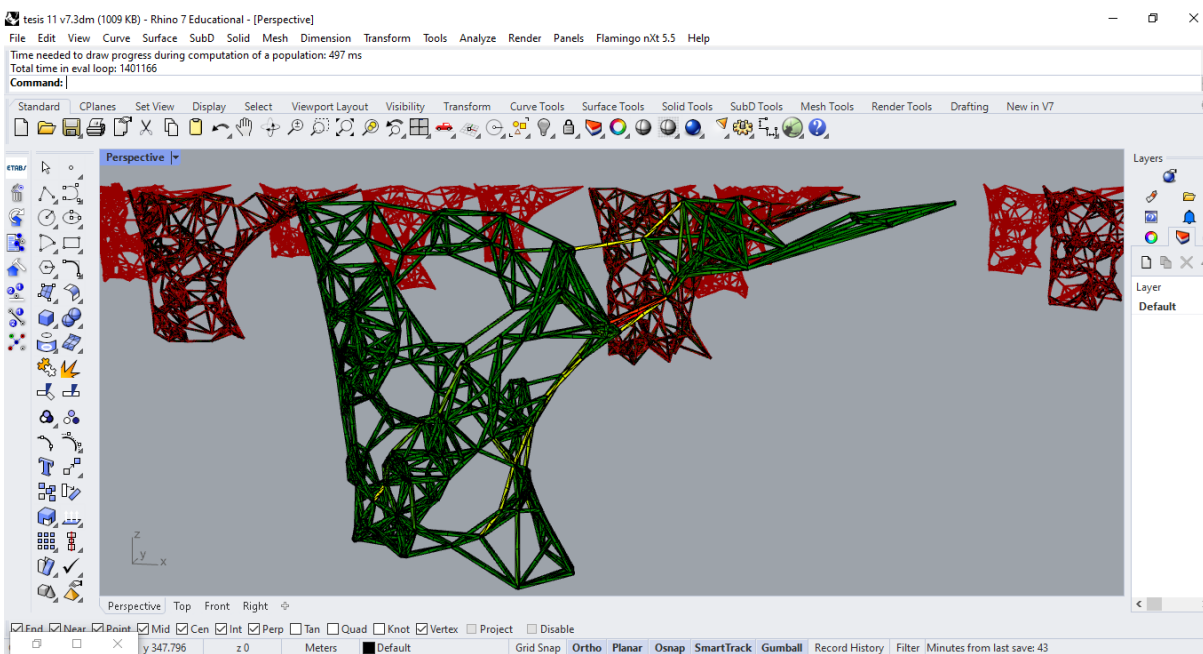 tesis 11 v7.3dm (1009 KB) - Rhino 7 Educational - [Perspective]
File Edit View Curve Surface SubD Solid Mesh Dimension Transform Tools Analyze Render Panels Flamingo nXt 5.5 Help
Time needed to draw progress during computation of a population: 497 ms
Total time in eval loop: 1401166
Command:
Standard CPlanes Set View Display Select Viewport Layout Visibility Transform Curve Tools Surface Tools Solid Tools SubD Tools Mesh Tools Render Tools Drafting New in V7
Perspective
Layers
ETABS
Layer
Default
z
y
x
Perspective Top Front Right
End Near Point Mid Cen Int Perp Tan Quad Knot Vertex Project Disable
y 347.796 z 0 Meters Default Grid Snap Ortho Planar Osnap SmartTrack Gumball Record History Filter Minutes from last save: 43